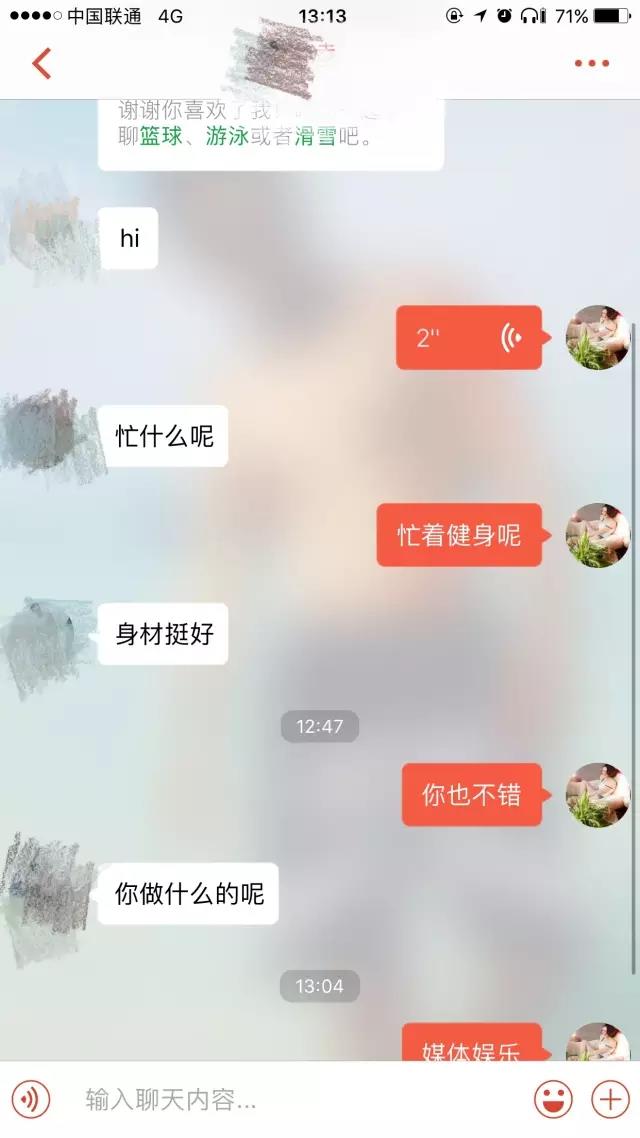 中国联通 4G 13:13 71%
谢谢你喜欢了我!
聊篮球、游泳或者滑雪吧。
hi
2''
忙什么呢
忙着健身呢
身材挺好
12:47
你也不错
你做什么的呢
13:04
媒体娱乐
输入聊天内容...